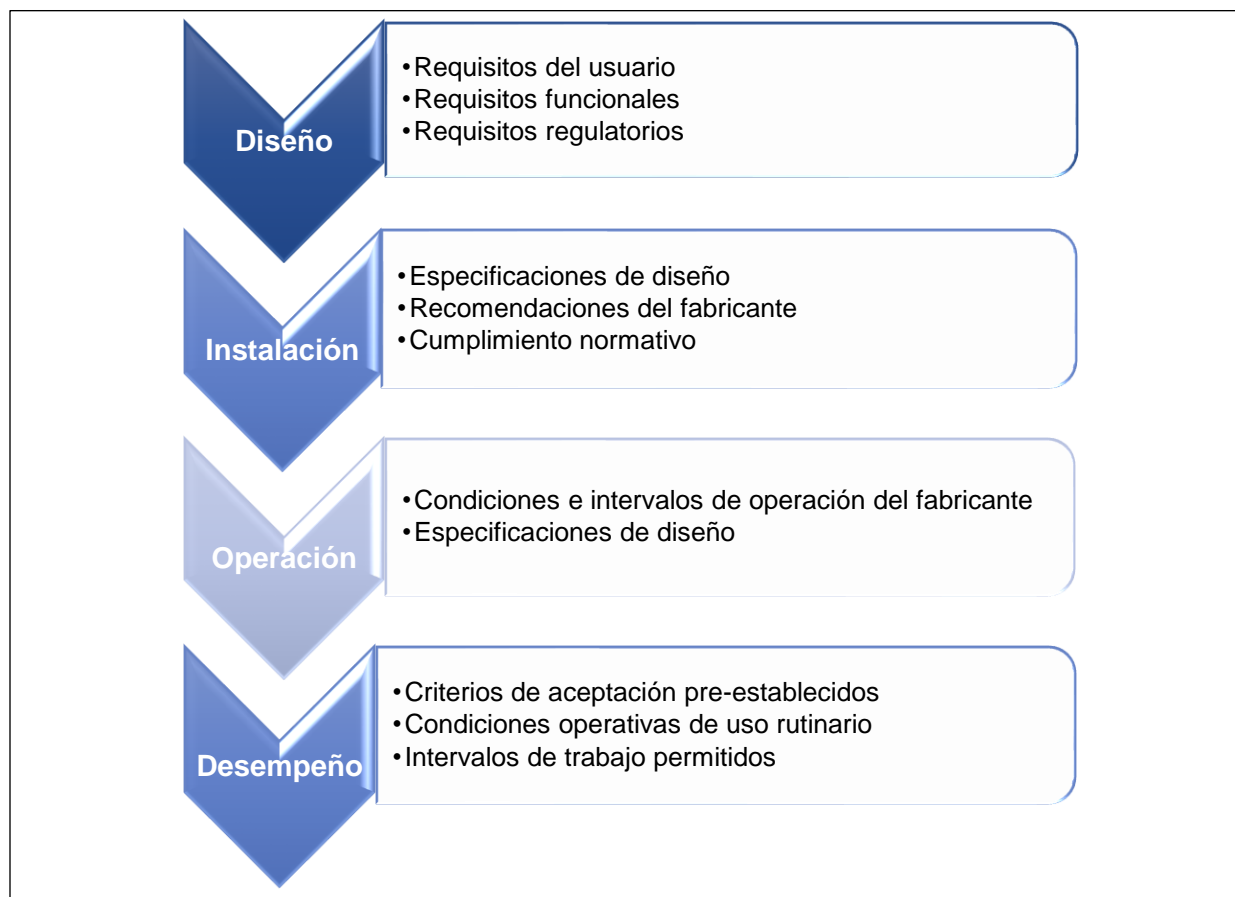 Diseño
•Requisitos del usuario
•Requisitos funcionales
•Requisitos regulatorios
Instalación
•Especificaciones de diseño
•Recomendaciones del fabricante
•Cumplimiento normativo
Operación
•Condiciones e intervalos de operación del fabricante
•Especificaciones de diseño
Desempeño
•Criterios de aceptación pre-establecidos
•Condiciones operativas de uso rutinario
•Intervalos de trabajo permitidos